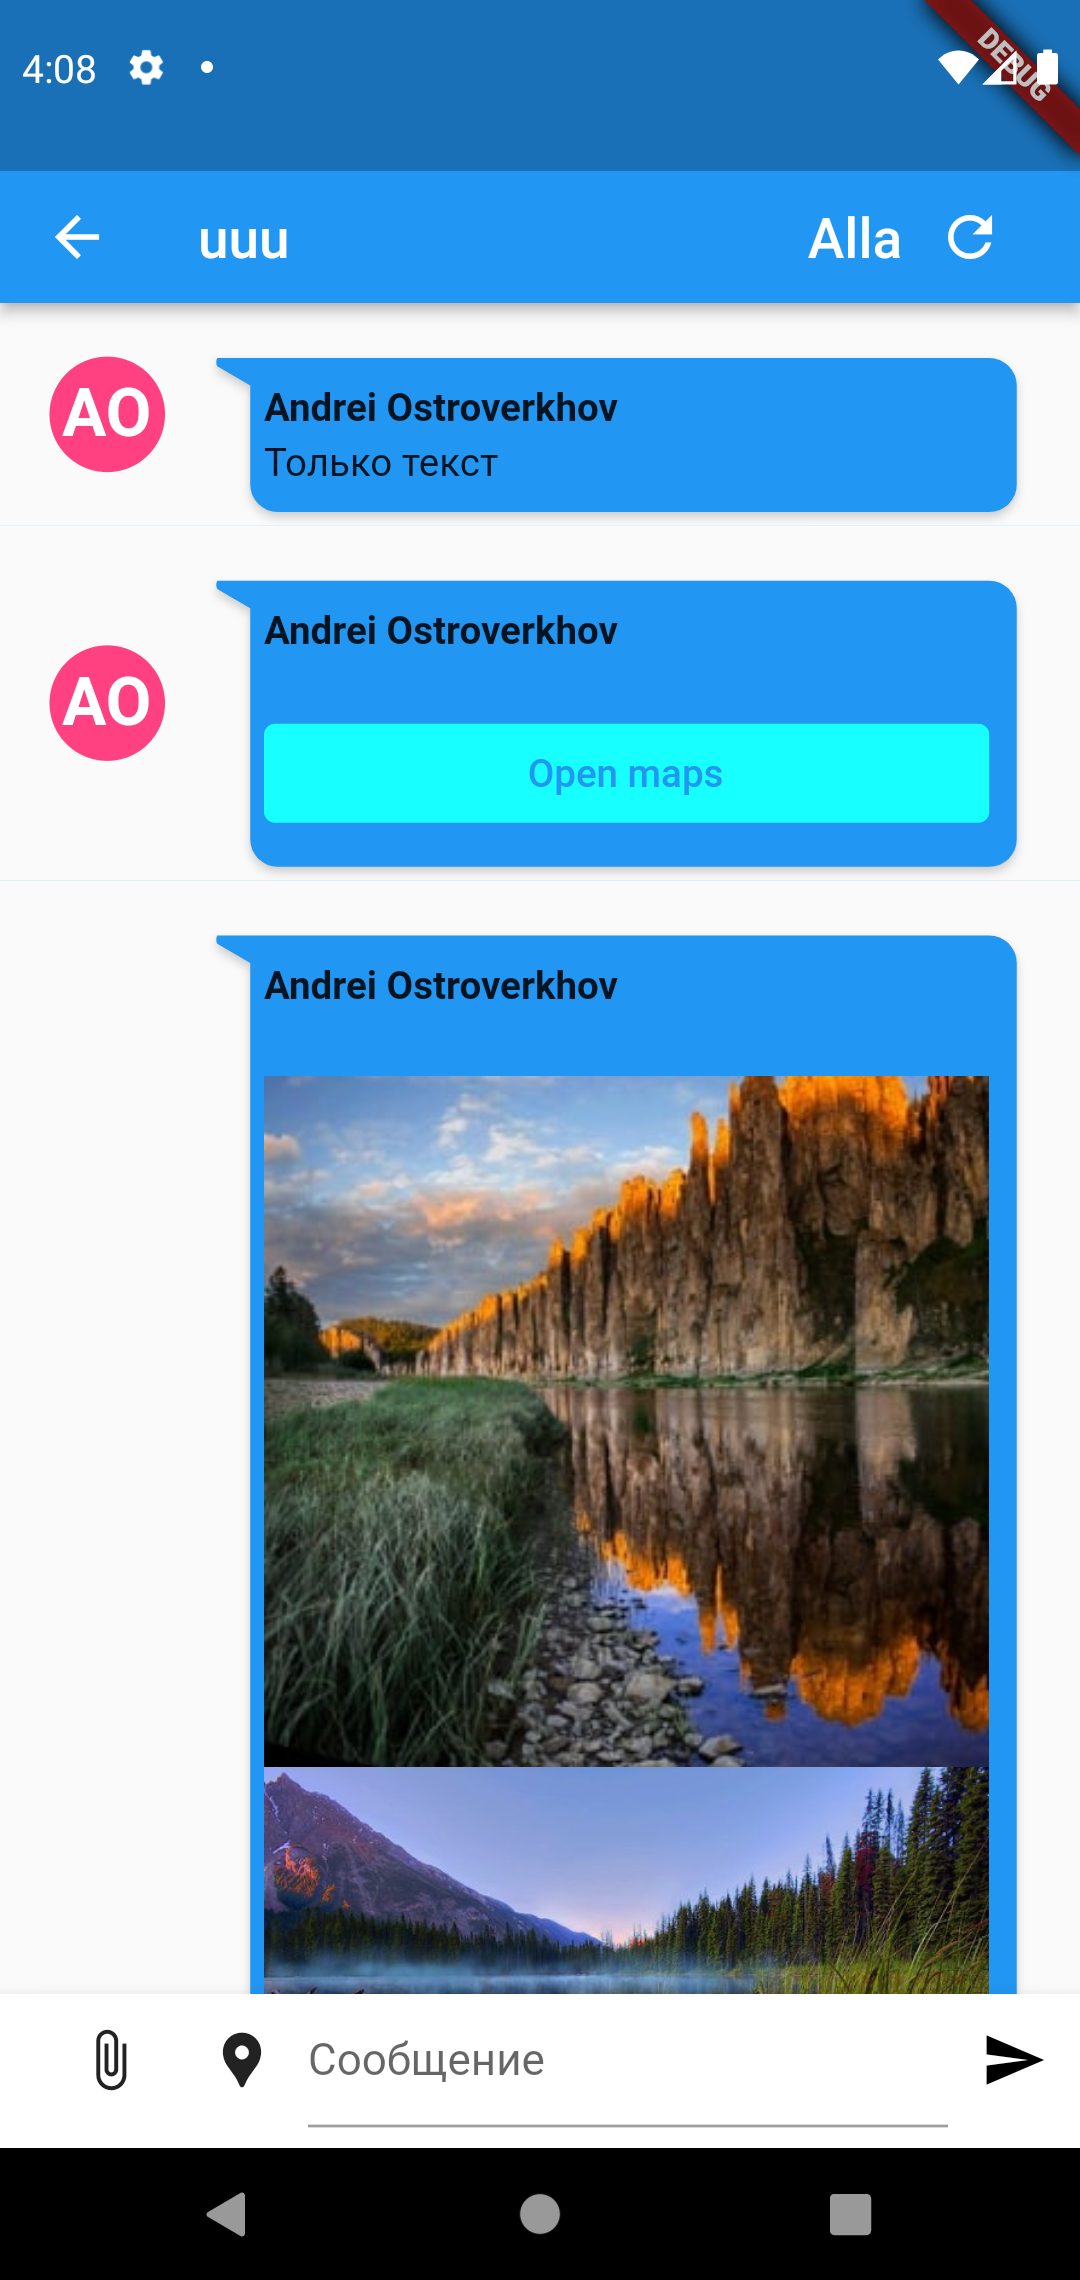 4:08
DEBUG
uuu
Alla
AO
Andrei Ostroverkhov
Только текст
AO
Andrei Ostroverkhov
Open maps
Andrei Ostroverkhov
Сообщение